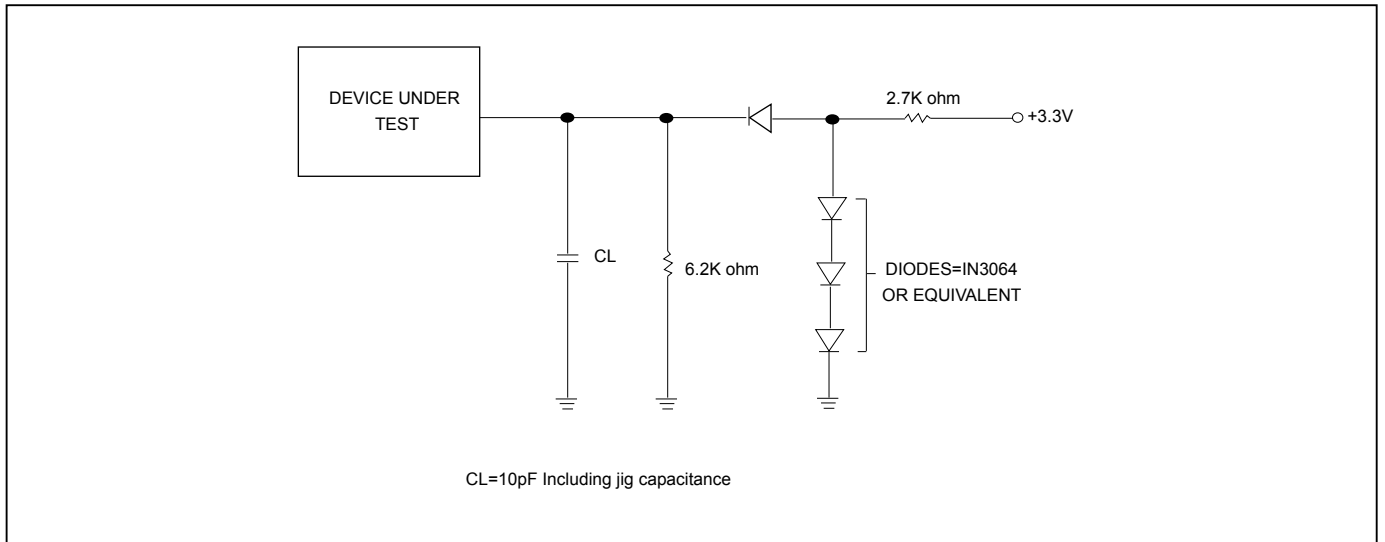 DEVICE UNDER
TEST
2.7K ohm
+3.3V
CL
6.2K ohm
DIODES=IN3064
OR EQUIVALENT
CL=10pF Including jig capacitance